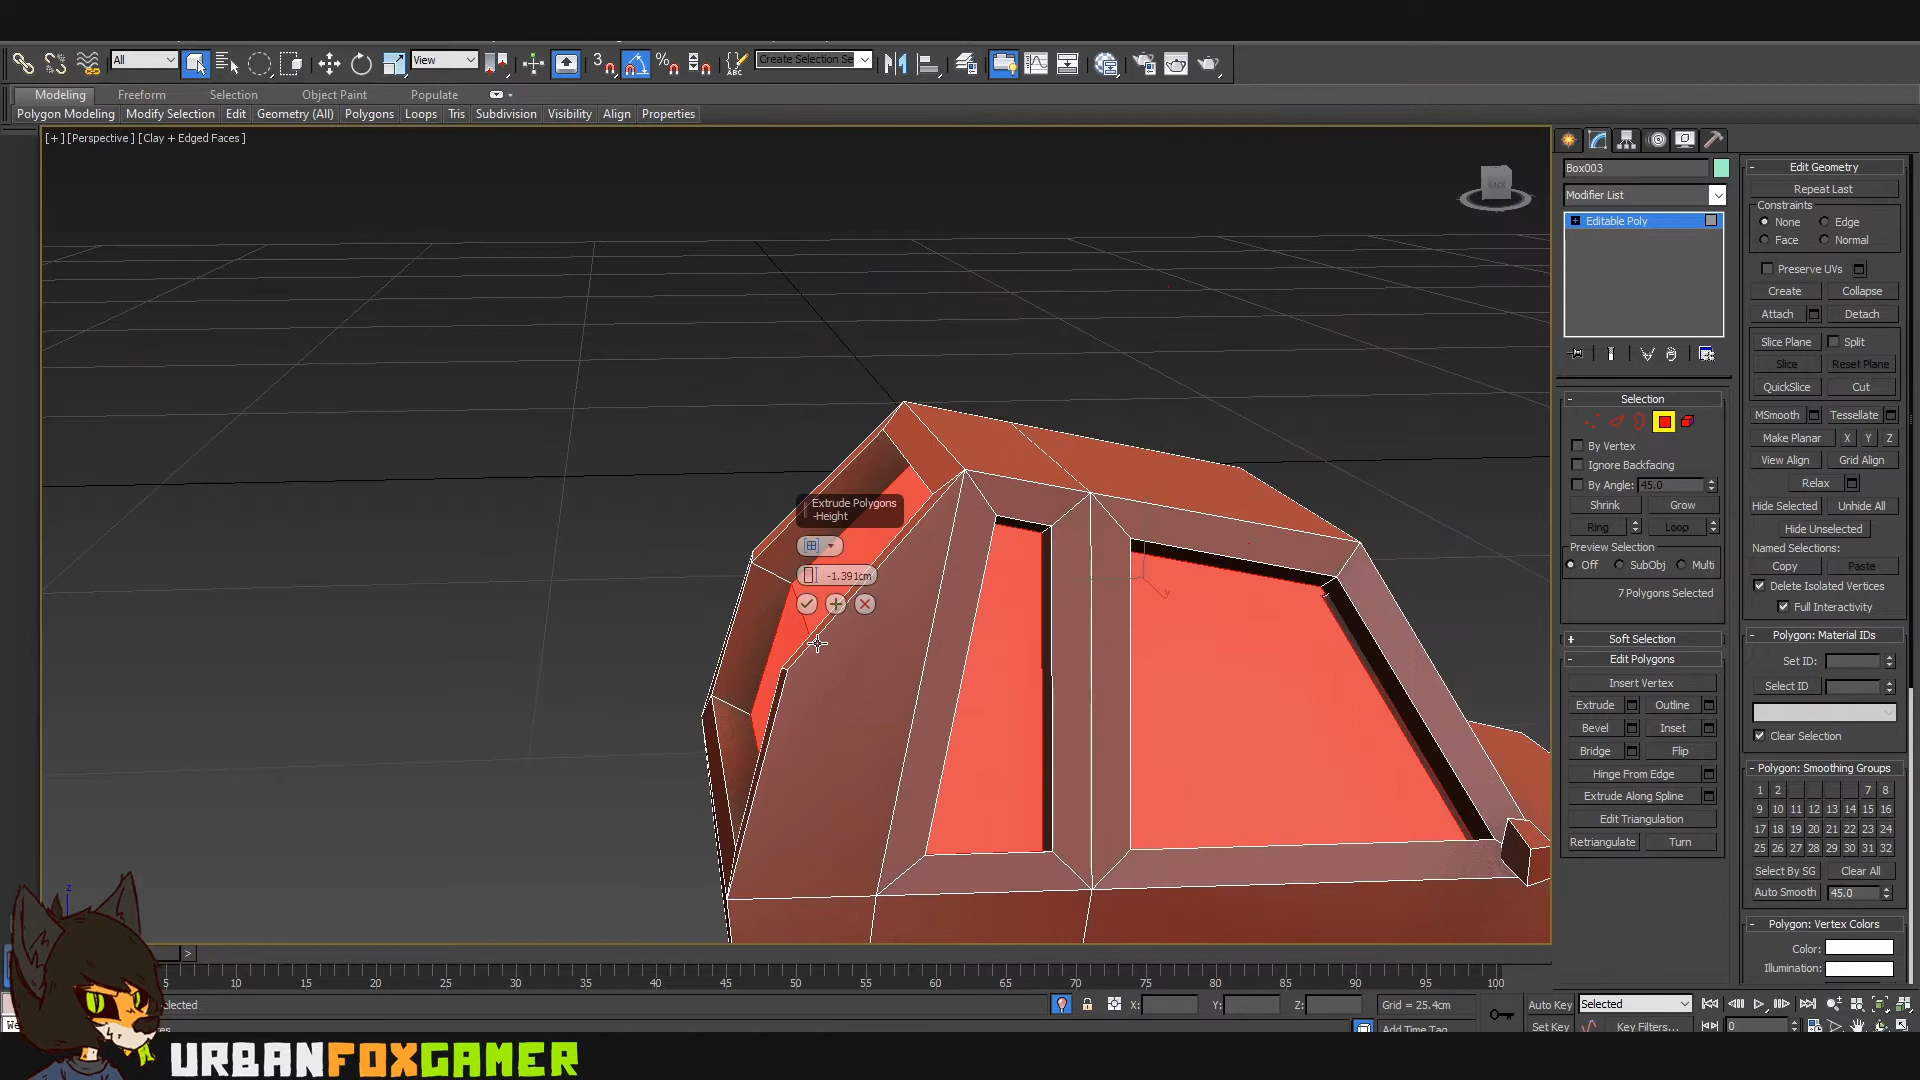 All
View
3
ABC
Create Selection Se
Modeling
Freeform
Selection
Object Paint
Populate
Polygon Modeling
Modify Selection
Edit
Geometry (All)
Polygons
Loops
Tris
Subdivision
Visibility
Align
Properties
[+][Perspective][Clay + Edged Faces]
BACK
Extrude Polygons
-Height
-1.391cm
y
z
Box003
Modifier List
Editable Poly
Selection
By Vertex
Ignore Backfacing
By Angle:
45.0
Shrink
Grow
Ring
Loop
Preview Selection
Off
SubObj
Multi
7 Polygons Selected
Soft Selection
Edit Polygons
Insert Vertex
Extrude
Outline
Bevel
Inset
Bridge
Flip
Hinge From Edge
Extrude Along Spline
Edit Triangulation
Retriangulate
Turn
Edit Geometry
Repeat Last
Constraints
None
Edge
Face
Normal
Preserve UVs
Create
Collapse
Attach
Detach
Slice Plane
Split
Slice
Reset Plane
QuickSlice
Cut
MSmooth
Tessellate
Make Planar
X
Y
Z
View Align
Grid Align
Relax
Hide Selected
Unhide All
Hide Unselected
Named Selections:
Copy
Paste
Delete Isolated Vertices
Full Interactivity
Polygon: Material IDs
Set ID:
Select ID
Clear Selection
Polygon: Smoothing Groups
1 2 7 8
9 10 11 12 13 14 15 16
17 18 19 20 21 22 23 24
25 26 27 28 29 30 31 32
Select By SG
Clear All
Auto Smooth
45.0
Polygon: Vertex Colors
Color:
Illumination:
>
5 10 15 20 25 30 35 40 45 50 55 60 65 70 75 80 85 90 95 100
elected
X:
Y:
Z:
Grid = 25.4cm
Add Time Tag
Auto Key
Selected
Set Key
Key Filters...
0
We
URBANFOXGAMER